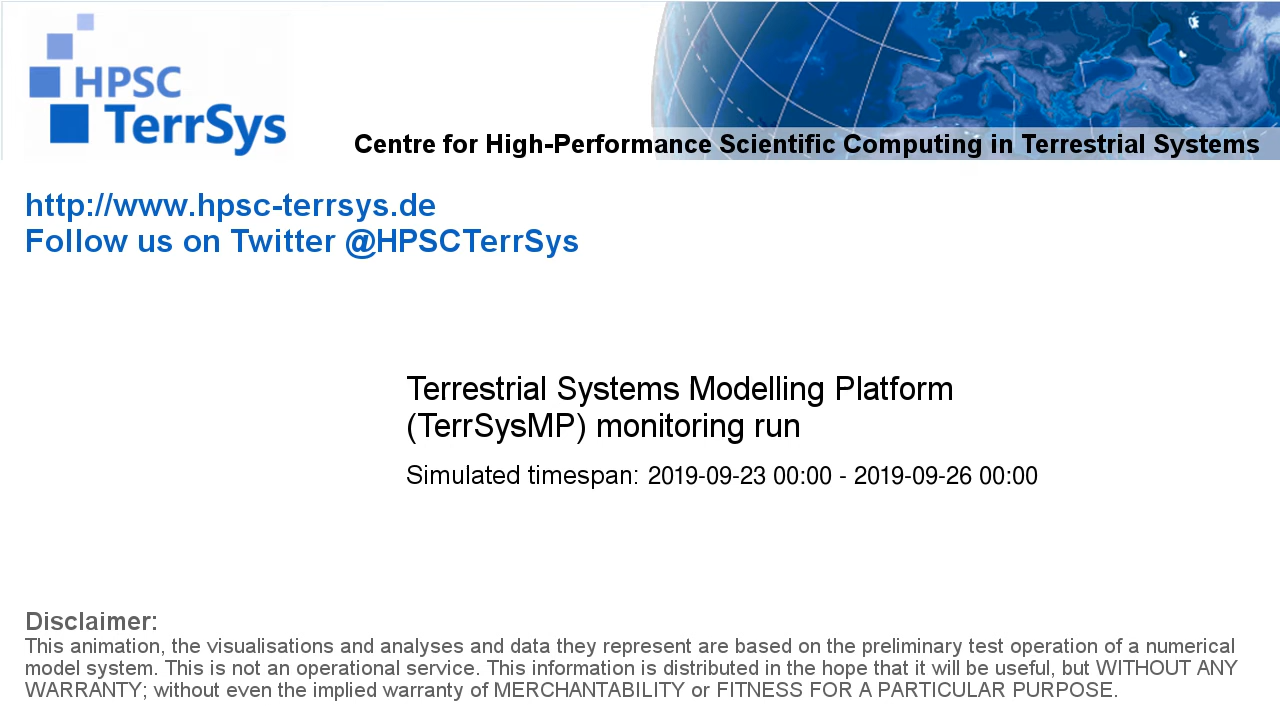 HPSC
TerrSys
Centre for High-Performance Scientific Computing in Terrestrial Systems
http://www.hpsc-terrsys.de
Follow us on Twitter @HPSCTerrSys
Terrestrial Systems Modelling Platform
(TerrSysMP) monitoring run
Simulated timespan: 2019-09-23 00:00 - 2019-09-26 00:00
Disclaimer:
This animation, the visualisations and analyses and data they represent are based on the preliminary test operation of a numerical
model system. This is not an operational service. This information is distributed in the hope that it will be useful, but WITHOUT ANY
WARRANTY; without even the implied warranty of MERCHANTABILITY or FITNESS FOR A PARTICULAR PURPOSE.